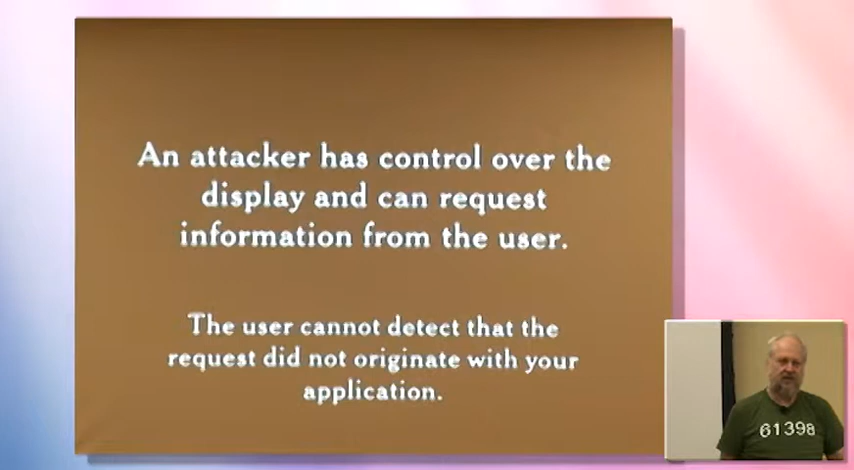 An attacker has control over the
display and can request
information from the user.
The user cannot detect that the
request did not originate with your
application.
61398